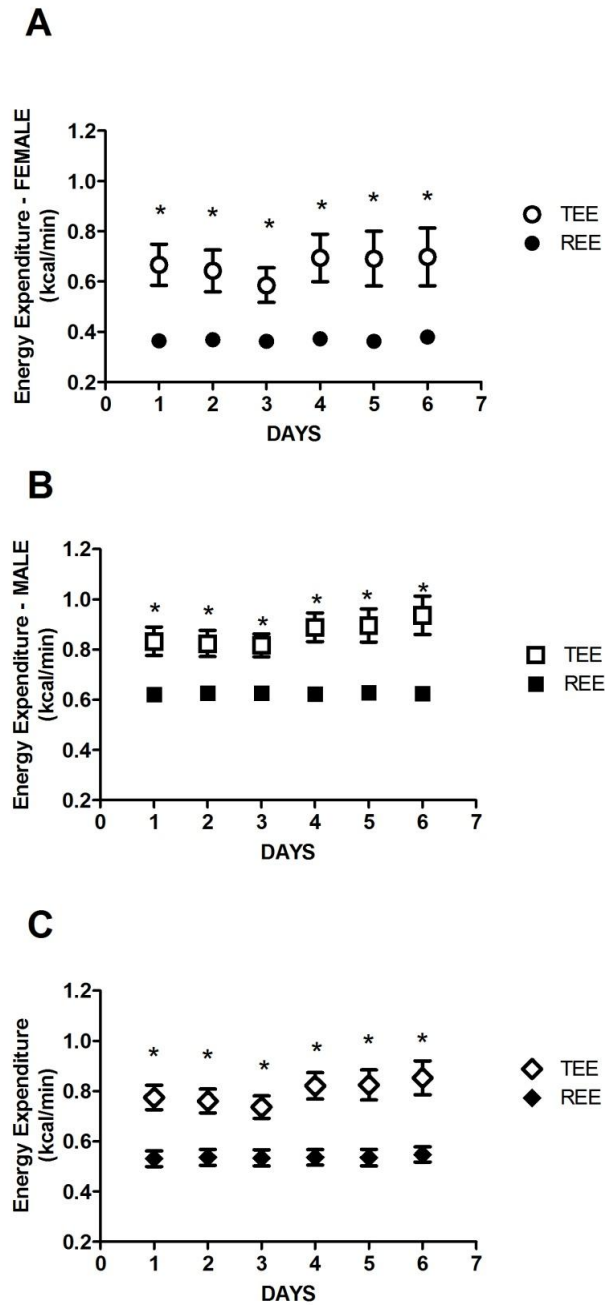 A
Energy Expenditure - FEMALE
(kcal/min)
1.2
1.0
0.8
0.6
0.4
0.2
* * * * * *
0 1 2 3 4 5 6 7
DAYS
TEE
REE
B
Energy Expenditure - MALE
(kcal/min)
1.2
1.0
0.8
0.6
0.4
0.2
* * * * * *
0 1 2 3 4 5 6 7
DAYS
TEE
REE
C
Energy Expenditure
(kcal/min)
1.2
1.0
0.8
0.6
0.4
0.2
* * * * * *
0 1 2 3 4 5 6 7
DAYS
TEE
REE